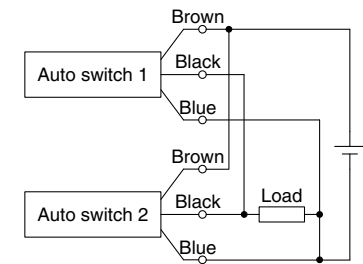 Brown
Auto switch 1
Black
Blue
Brown
Auto switch 2
Black
Load
Blue